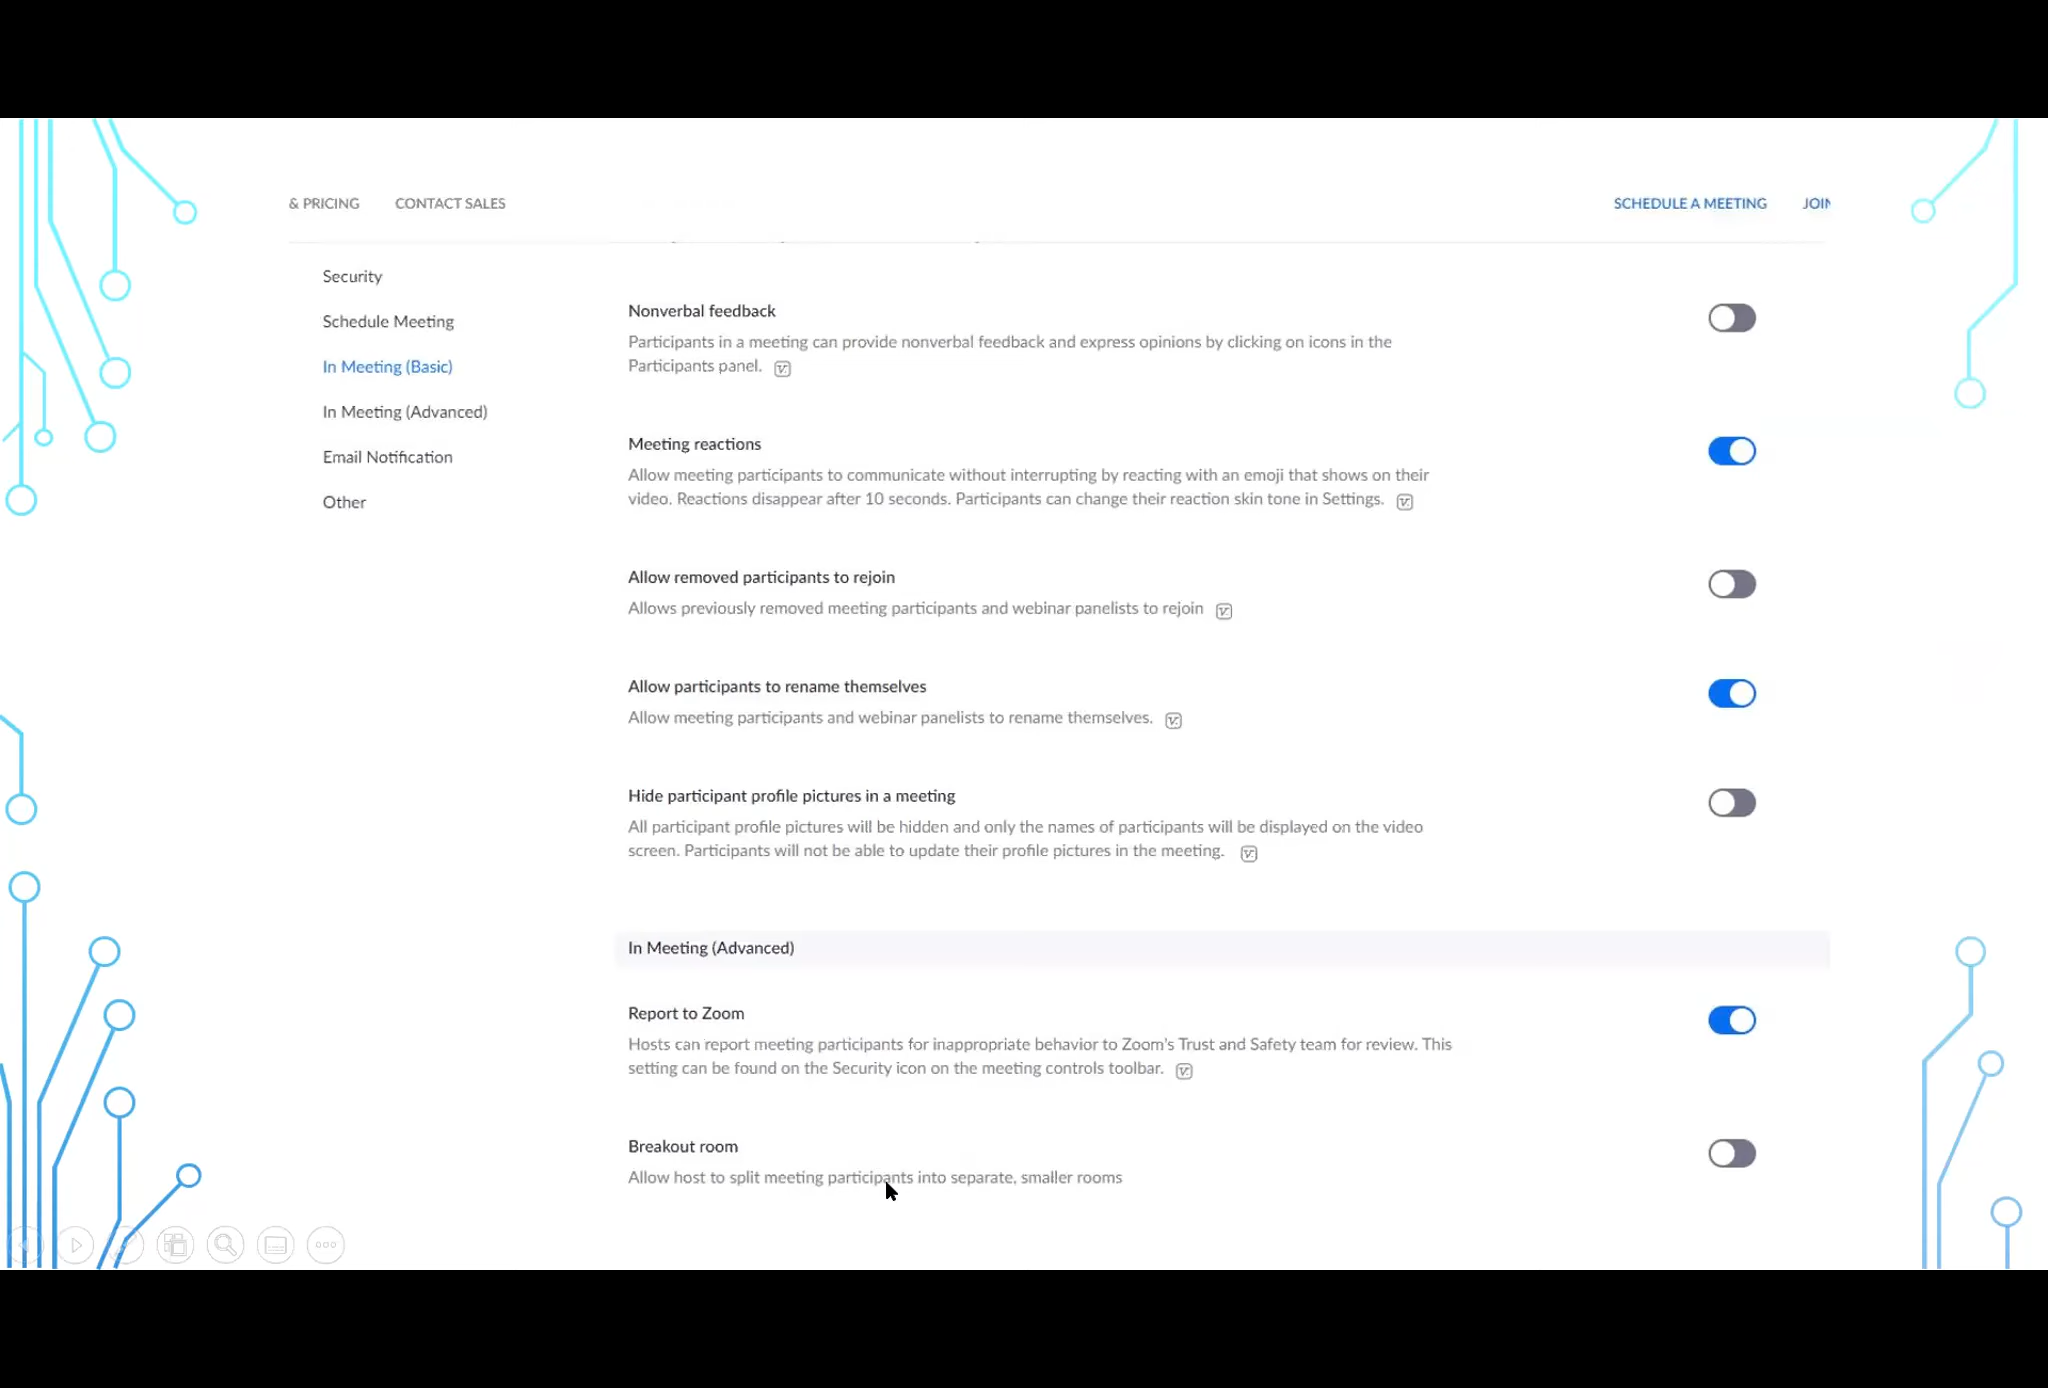 & PRICING CONTACT SALES SCHEDULE A MEETING JOIN
Security
Schedule Meeting
In Meeting (Basic)
In Meeting (Advanced)
Email Notification
Other
Nonverbal feedback
Participants in a meeting can provide nonverbal feedback and express opinions by clicking on icons in the
Participants panel.
Meeting reactions
Allow meeting participants to communicate without interrupting by reacting with an emoji that shows on their
video. Reactions disappear after 10 seconds. Participants can change their reaction skin tone in Settings.
Allow removed participants to rejoin
Allows previously removed meeting participants and webinar panelists to rejoin
Allow participants to rename themselves
Allow meeting participants and webinar panelists to rename themselves.
Hide participant profile pictures in a meeting
All participant profile pictures will be hidden and only the names of participants will be displayed on the video
screen. Participants will not be able to update their profile pictures in the meeting.
In Meeting (Advanced)
Report to Zoom
Hosts can report meeting participants for inappropriate behavior to Zoom's Trust and Safety team for review. This
setting can be found on the Security icon on the meeting controls toolbar.
Breakout room
Allow host to split meeting participants into separate, smaller rooms